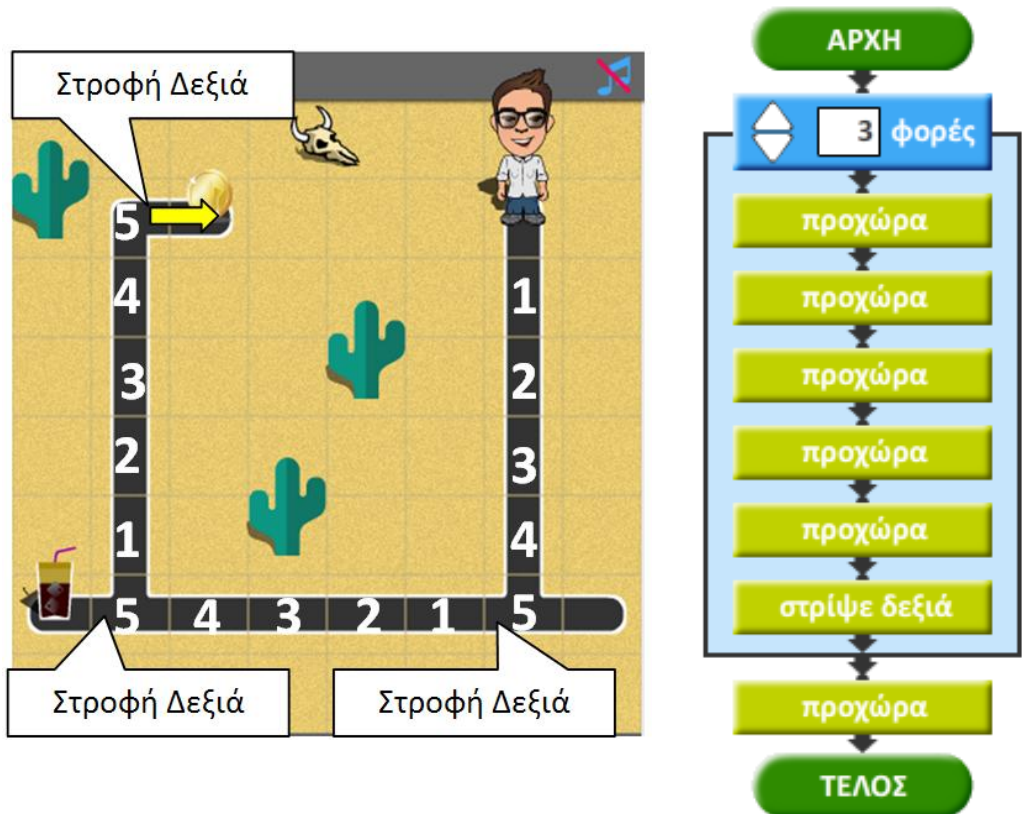 Στροφή Δεξιά
5
4
3
2
1
5 4 3 2 1 5
1
2
3
4
Στροφή Δεξιά
Στροφή Δεξιά
ΑΡΧΗ
3 φορές
προχώρα
προχώρα
προχώρα
προχώρα
προχώρα
στρίψε δεξιά
προχώρα
ΤΕΛΟΣ